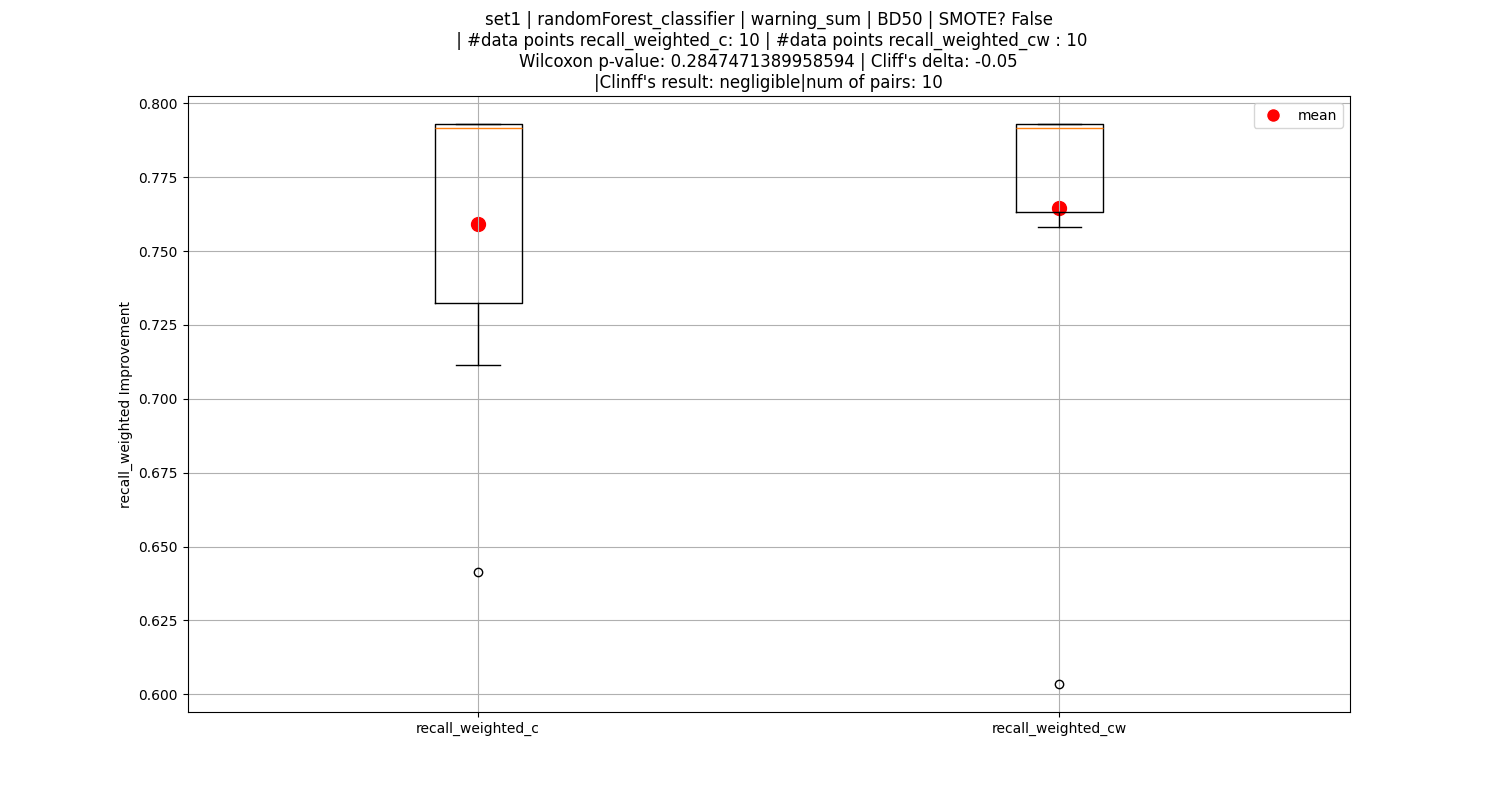 set1 | randomForest_classifier | warning_sum | BD50 | SMOTE? False
| #data points recall_weighted_c: 10 | #data points recall_weighted_cw : 10
Wilcoxon p-value: 0.2847471389958594 | Cliff's delta: -0.05
|Clinff's result: negligible|num of pairs: 10
mean
0.800
0.775
0.750
0.725
0.700
0.675
0.650
0.625
0.600
recall_weighted Improvement
recall_weighted_c
recall_weighted_cw